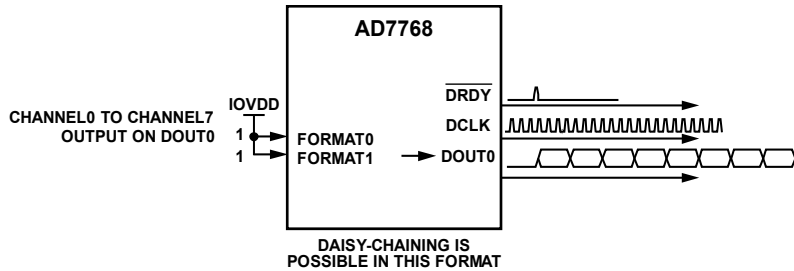 AD7768
IOVDD
CHANNEL0 TO CHANNEL7
OUTPUT ON DOUT0
1
1
FORMAT0
FORMAT1
DRDY
DCLK
DOUT0
DAISY-CHAINING IS
POSSIBLE IN THIS FORMAT